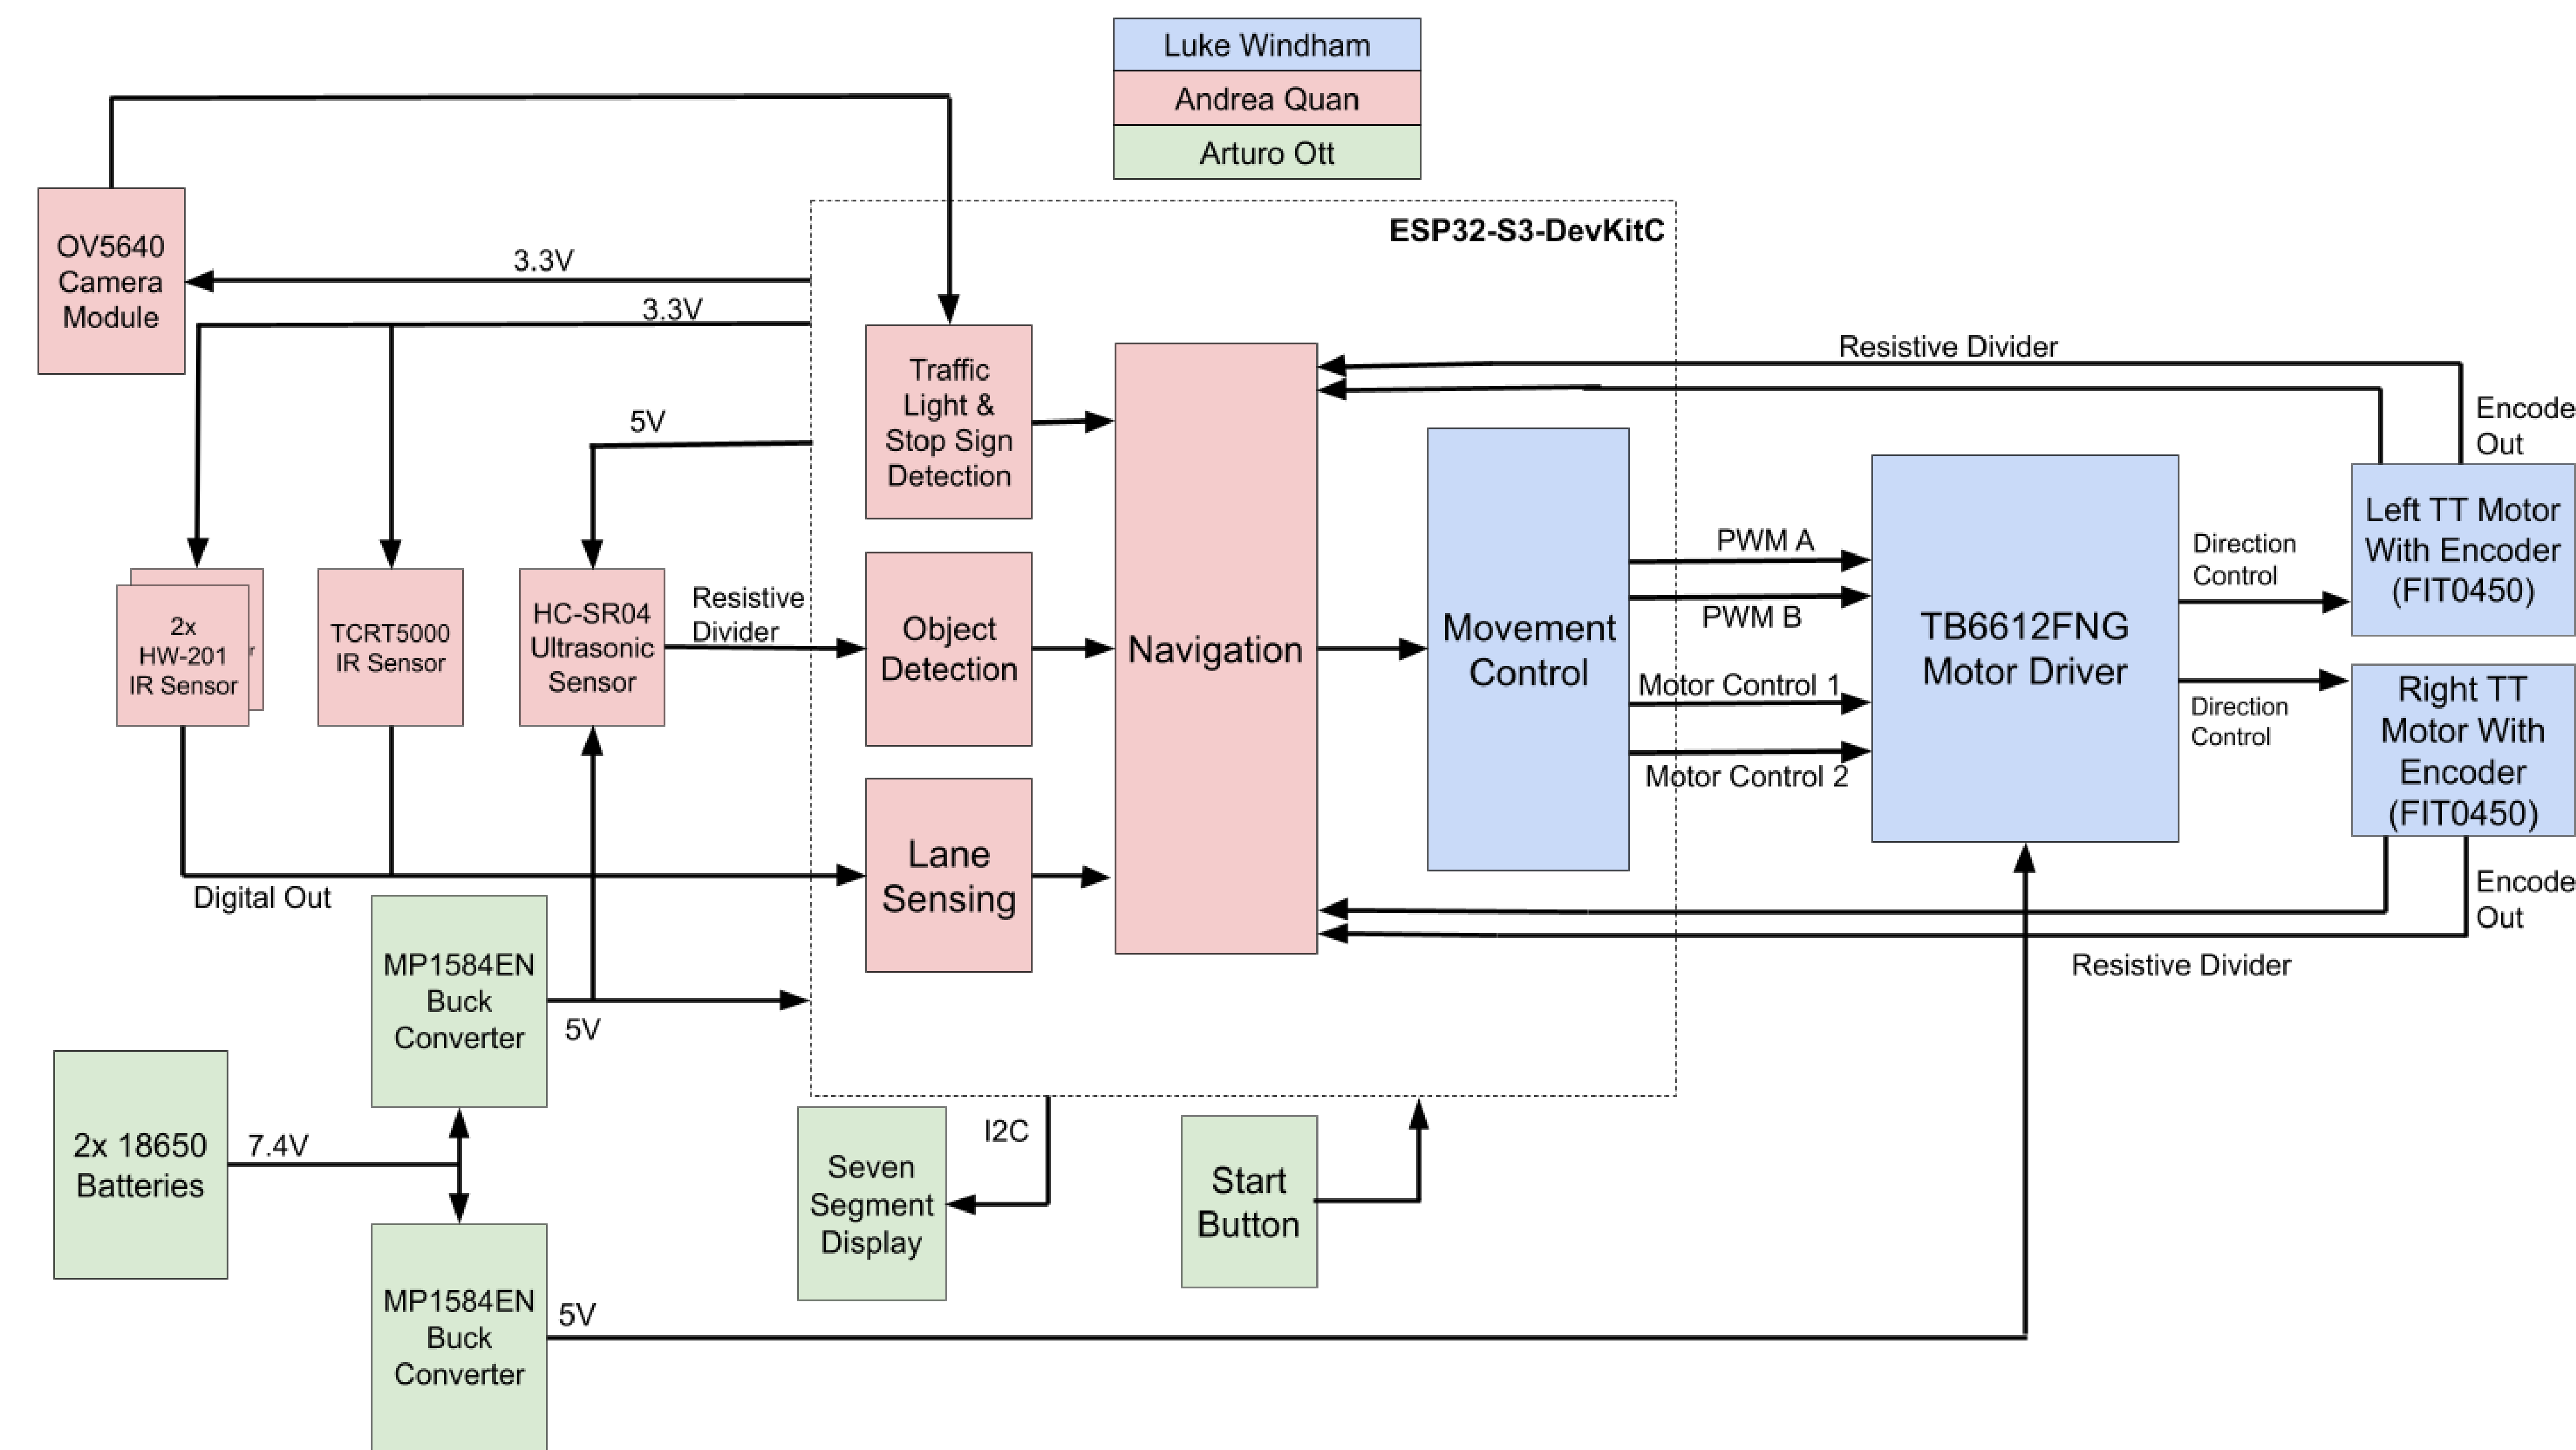 Luke Windham
Andrea Quan
Arturo Ott
ESP32-S3-DevKitC
OV5640
Camera
Module
3.3V
3.3V
5V
Traffic
Light &
Stop Sign
Detection
Resistive Divider
Encode
Out
Left TT Motor
With Encoder
(FIT0450)
2x
HW-201
IR Sensor
r
TCRT5000
IR Sensor
HC-SR04
Ultrasonic
Sensor
Resistive
Divider
Object
Detection
Navigation
Movement
Control
PWM A
PWM B
Motor Control 1
Motor Control 2
TB6612FNG
Motor Driver
Direction
Control
Direction
Control
Right TT
Motor With
Encoder
(FIT0450)
Lane
Sensing
Digital Out
Encode
Out
Resistive Divider
MP1584EN
Buck
Converter
5V
2x 18650
Batteries
7.4V
Seven
Segment
Display
I2C
Start
Button
MP1584EN
Buck
Converter
5V